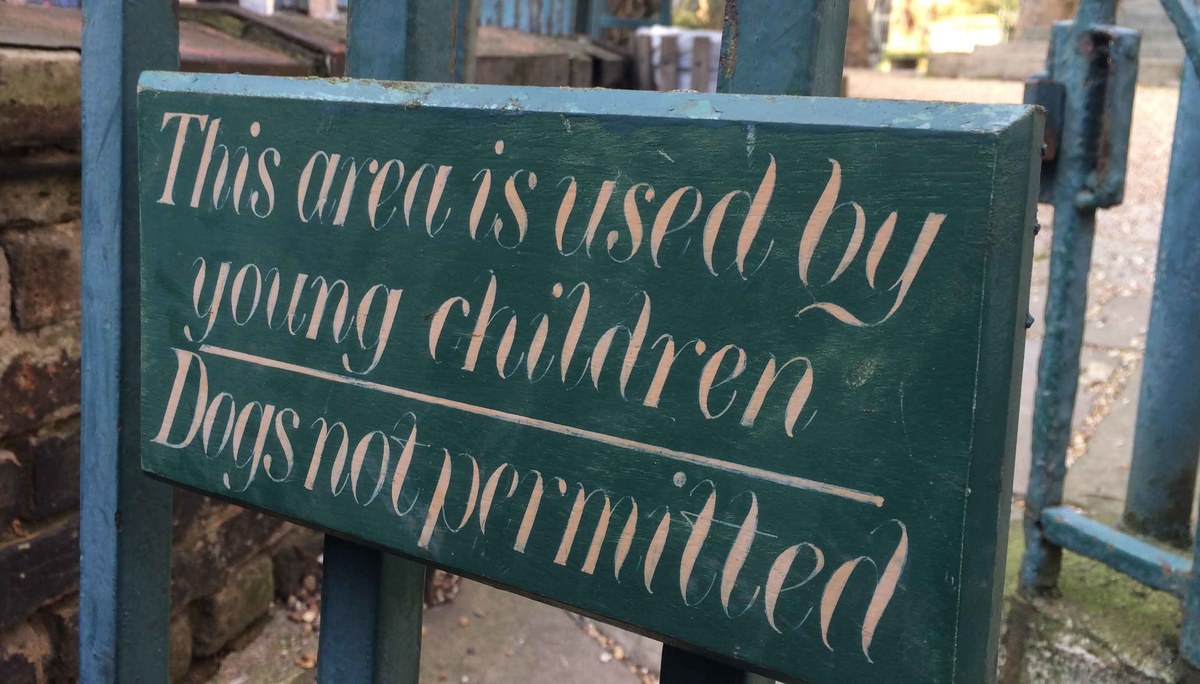 This area is used by
young children
Dogs not permitted